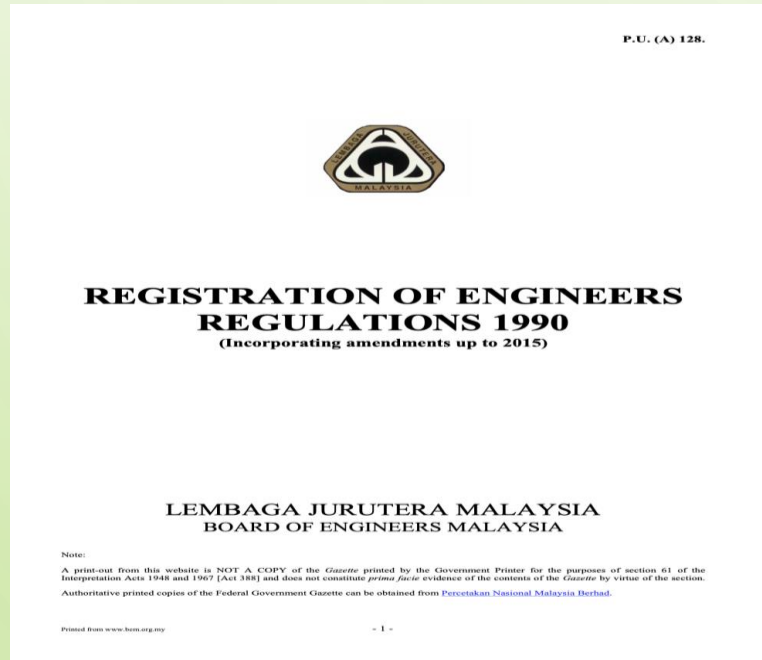 P.U. (A) 128.
LEMBAGA JURUTERA
MALAYSIA
REGISTRATION OF ENGINEERS
REGULATIONS 1990
(Incorporating amendments up to 2015)
LEMBAGA JURUTERA MALAYSIA
BOARD OF ENGINEERS MALAYSIA
Note:
A print-out from this website is NOT A COPY of the Gazette printed by the Government Printer for the purposes of section 61 of the
Interpretation Acts 1948 and 1967 [Act 388] and does not constitute prima facie evidence of the contents of the Gazette by virtue of the section.
Authoritative printed copies of the Federal Government Gazette can be obtained from Percetakan Nasional Malaysia Berhad.
Printed from www.bem.org.my
- 1 -